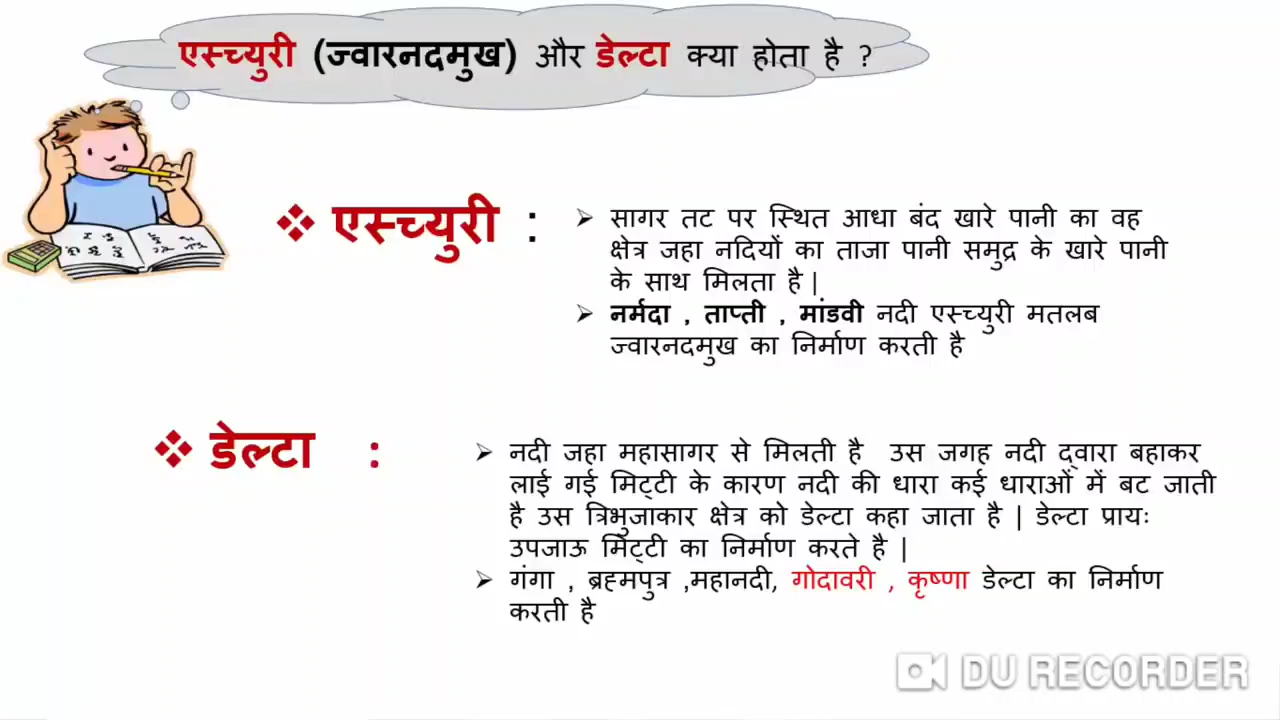 एस्च्युरी (ज्वारनदमुख) और डेल्टा क्या होता है ?
❖ एस्च्युरी :
➢ सागर तट पर स्थित आधा बंद खारे पानी का वह
क्षेत्र जहा नदियों का ताजा पानी समुद्र के खारे पानी
के साथ मिलता है |
➢ नर्मदा , ताप्ती , मांडवी नदी एस्च्युरी मतलब
ज्वारनदमुख का निर्माण करती है
❖ डेल्टा :
➢ नदी जहा महासागर से मिलती है उस जगह नदी द्वारा बहाकर
लाई गई मिट्टी के कारण नदी की धारा कई धाराओं में बट जाती
है उस त्रिभुजाकार क्षेत्र को डेल्टा कहा जाता है | डेल्टा प्रायः
उपजाऊ मिट्टी का निर्माण करते है |
➢ गंगा , ब्रह्मपुत्र ,महानदी, गोदावरी , कृष्णा डेल्टा का निर्माण
करती है
DU RECORDER